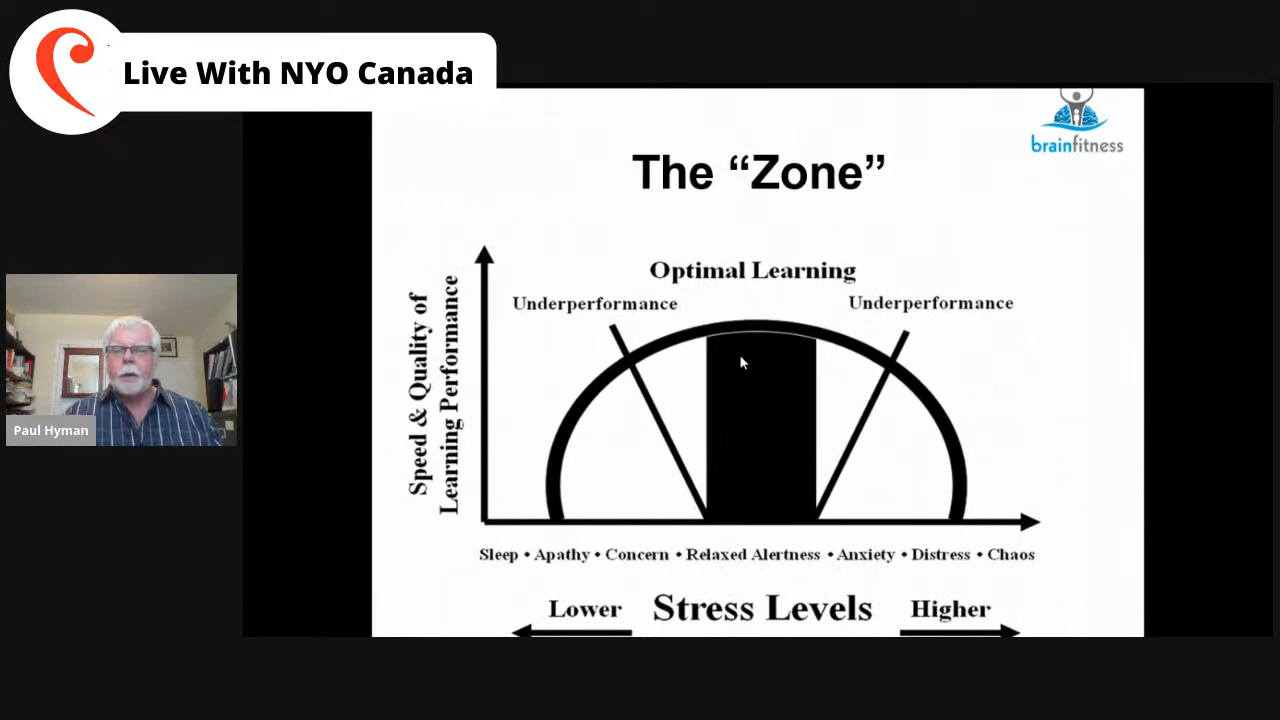 Live With NYO Canada
brainfitness
The “Zone”
Optimal Learning
Underperformance
Underperformance
Speed & Quality of
Learning Performance
Paul Hyman
Sleep • Apathy • Concern • Relaxed Alertness • Anxiety • Distress • Chaos
Lower
Stress Levels
Higher